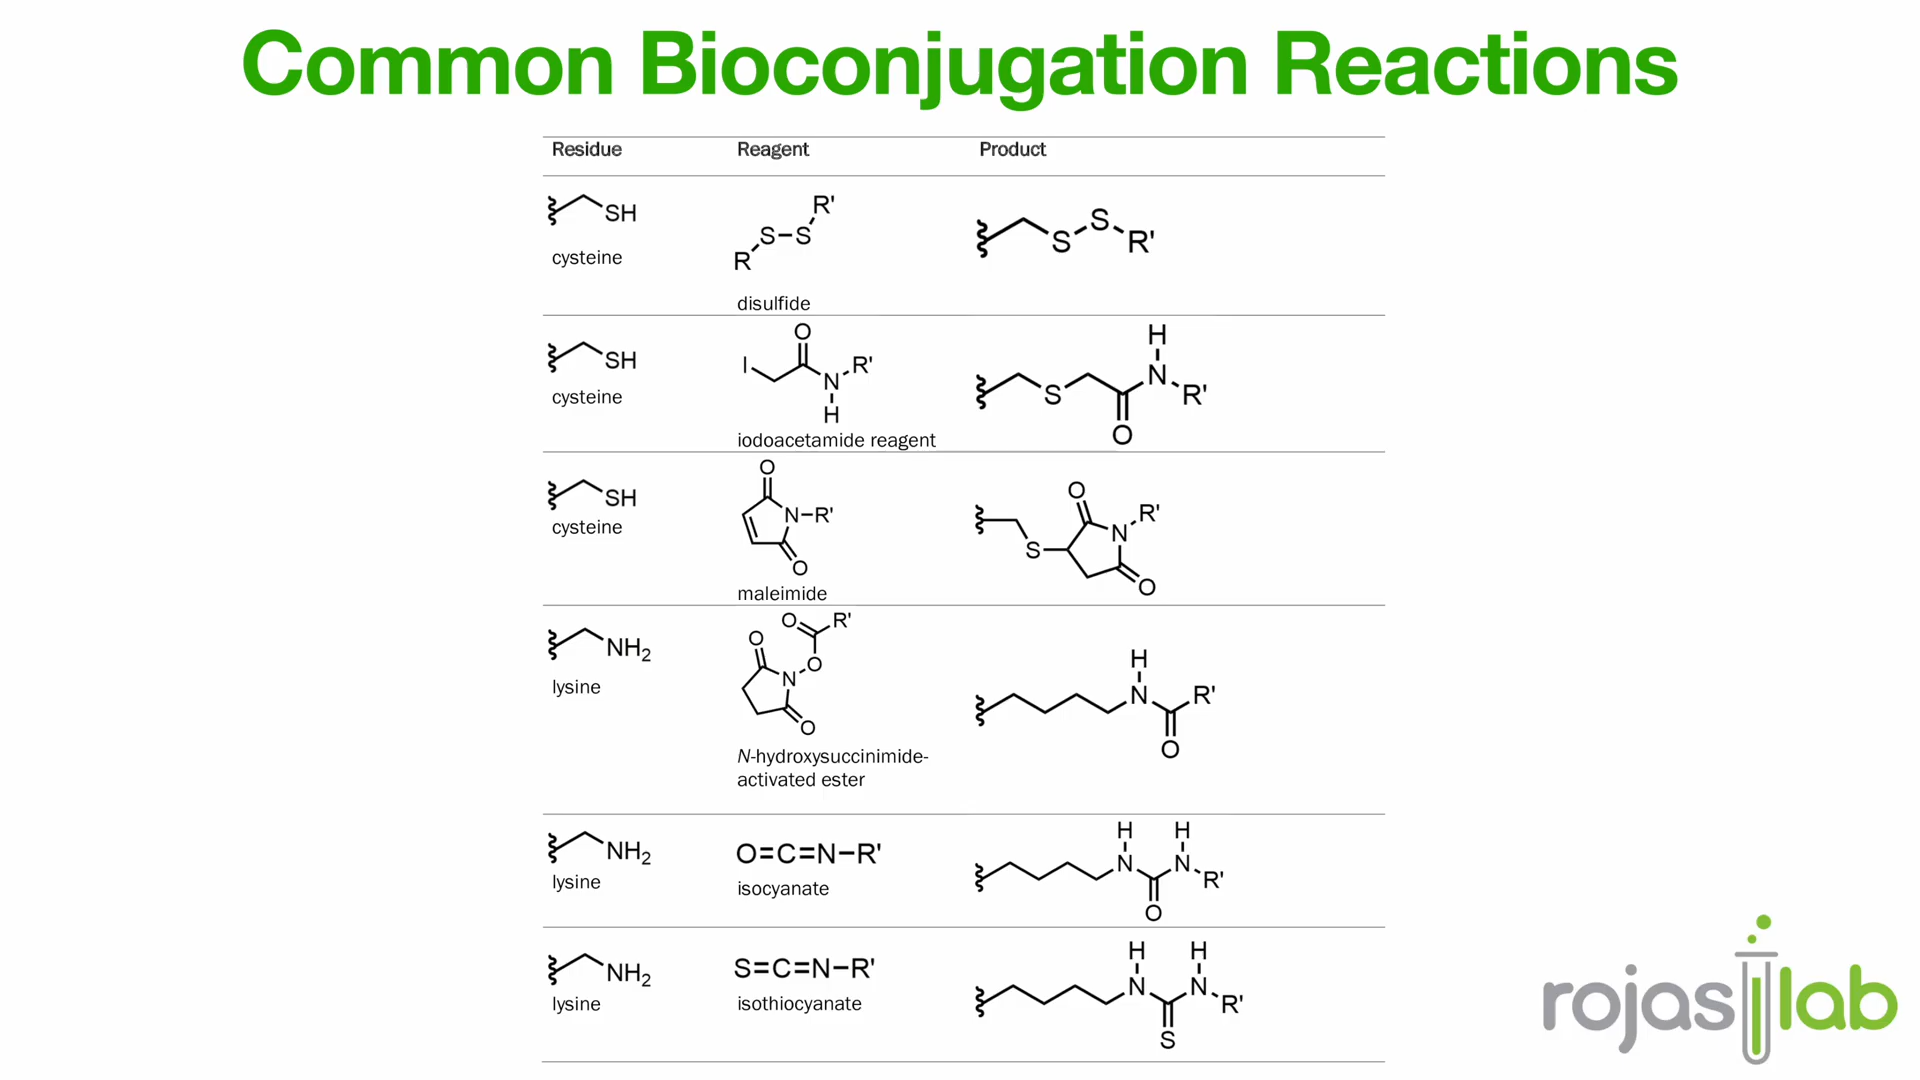 Common Bioconjugation Reactions
Residue Reagent Product
SH
cysteine
R'
S-S
R
disulfide
S
S
R'
SH
cysteine
O
I
N
R'
H
iodoacetamide reagent
H
N
S
R'
O
SH
cysteine
O
N-R'
O
maleimide
O
R'
N
S
O
NH2
lysine
O
R'
O
O
N
O
N-hydroxysuccinimide-
activated ester
H
N
R'
O
NH2
lysine
O=C=N-R'
isocyanate
H H
N N
R'
O
NH2
lysine
S=C=N-R'
isothiocyanate
H H
N N
R'
S
rojas lab